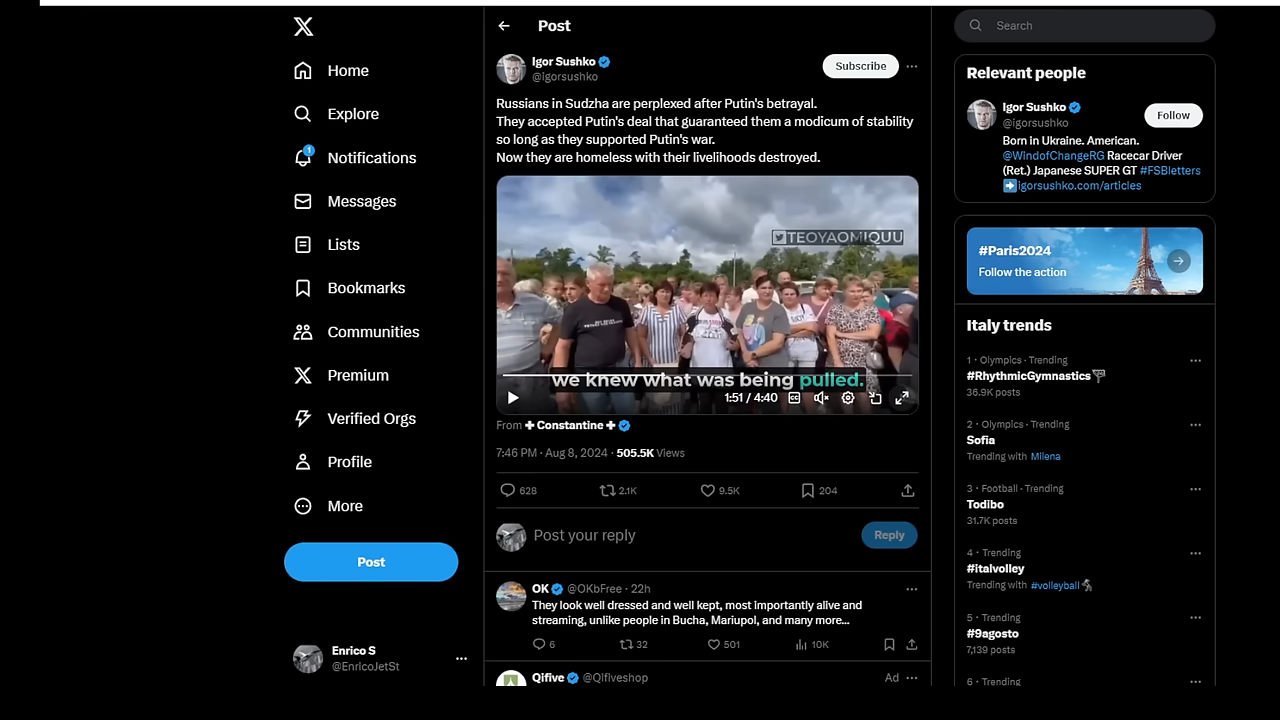 Home
Explore
1
Notifications
Messages
Lists
Bookmarks
Communities
Premium
Verified Orgs
Profile
More
Post
Enrico S
@EnricoJetSt
Post
Igor Sushko
@igorsushko
Subscribe
Russians in Sudzha are perplexed after Putin's betrayal.
They accepted Putin's deal that guaranteed them a modicum of stability
so long as they supported Putin's war.
Now they are homeless with their livelihoods destroyed.
TEOYAOMIQUU
we knew what was being pulled.
1:51 / 4:40
From ✚ Constantine ✚
7:46 PM · Aug 8, 2024 · 505.5K Views
628 2.1K 9.5K 204
Post your reply
Reply
OK @OKbFree · 22h
They look well dressed and well kept, most importantly alive and
streaming, unlike people in Bucha, Mariupol, and many more...
6 32 501 10K
Qifive @Qifiveshop Ad
Search
Relevant people
Igor Sushko
@igorsushko
Follow
Born in Ukraine. American.
@WindofChangeRG Racecar Driver
(Ret.) Japanese SUPER GT #FSBletters
➡igorsushko.com/articles
#Paris2024
Follow the action
Italy trends
1 · Olympics · Trending
#RhythmicGymnastics
36.9K posts
2 · Olympics · Trending
Sofia
Trending with Milena
3 · Football · Trending
Todibo
31.7K posts
4 · Trending
#italvolley
Trending with #volleyball
5 · Trending
#9agosto
7,139 posts
6 · Trending